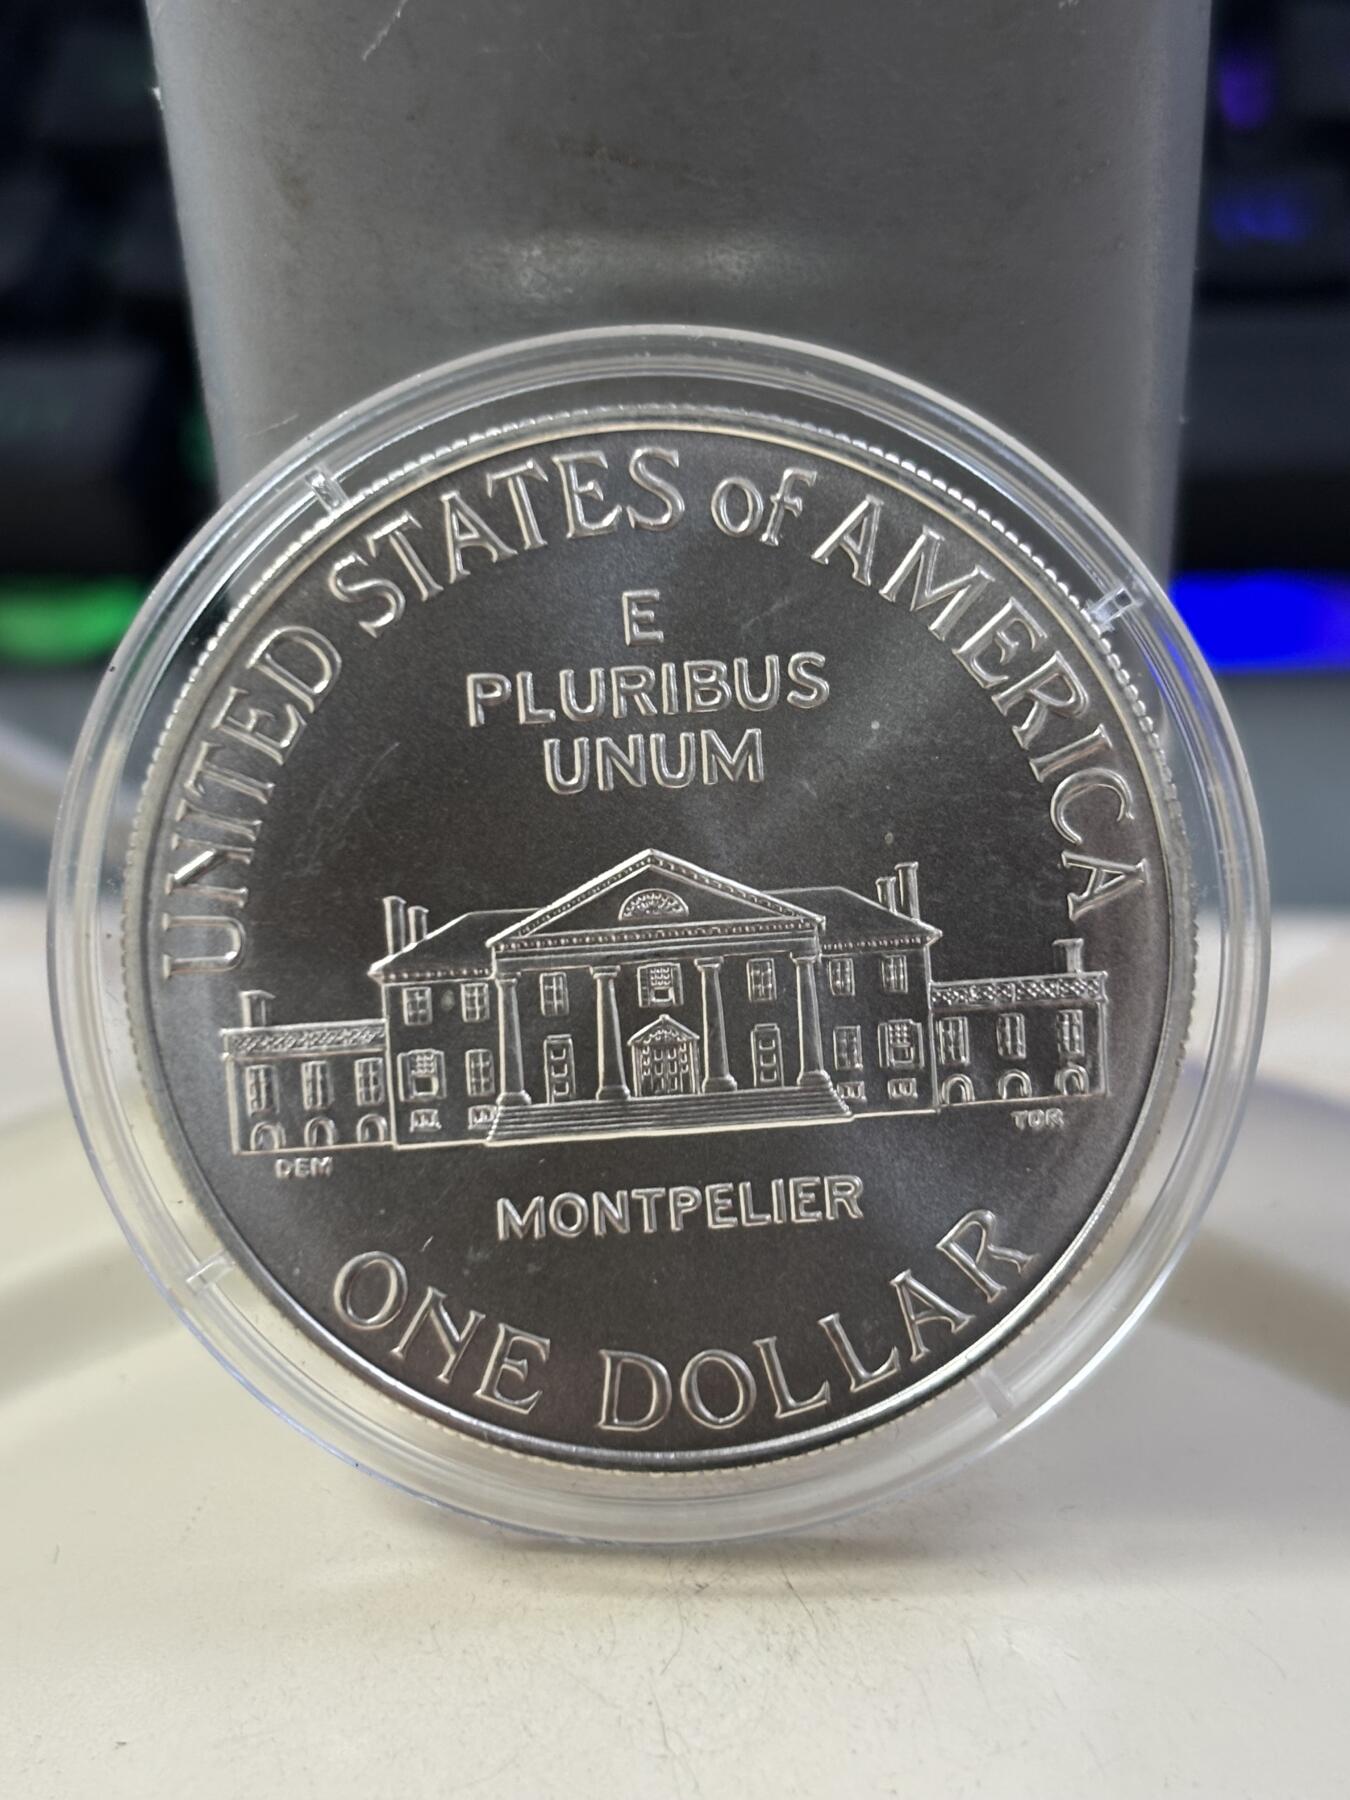 UNITED STATES of AMERICA
E
PLURIBUS
UNUM
DEM
TDR
MONTPELIER
ONE DOLLAR